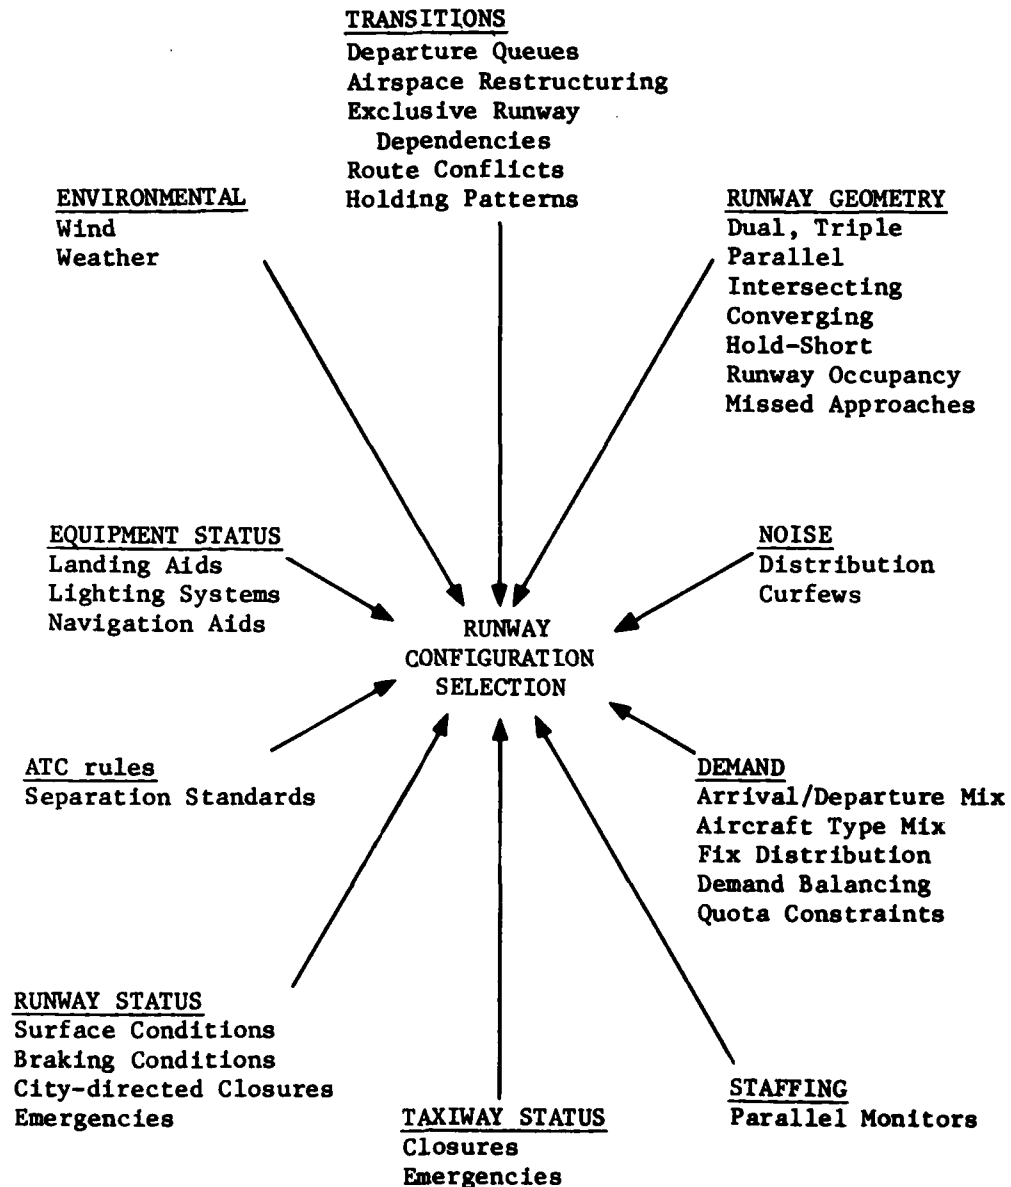 TRANSITIONS
Departure Queues
Airspace Restructuring
Exclusive Runway
Dependencies
Route Conflicts
Holding Patterns
ENVIRONMENTAL
Wind
Weather
RUNWAY GEOMETRY
Dual, Triple
Parallel
Intersecting
Converging
Hold-Short
Runway Occupancy
Missed Approaches
EQUIPMENT STATUS
Landing Aids
Lighting Systems
Navigation Aids
NOISE
Distribution
Curfews
RUNWAY
CONFIGURATION
SELECTION
ATC rules
Separation Standards
DEMAND
Arrival/Departure Mix
Aircraft Type Mix
Fix Distribution
Demand Balancing
Quota Constraints
RUNWAY STATUS
Surface Conditions
Braking Conditions
City-directed Closures
Emergencies
TAXIWAY STATUS
Closures
Emergencies
STAFFING
Parallel Monitors